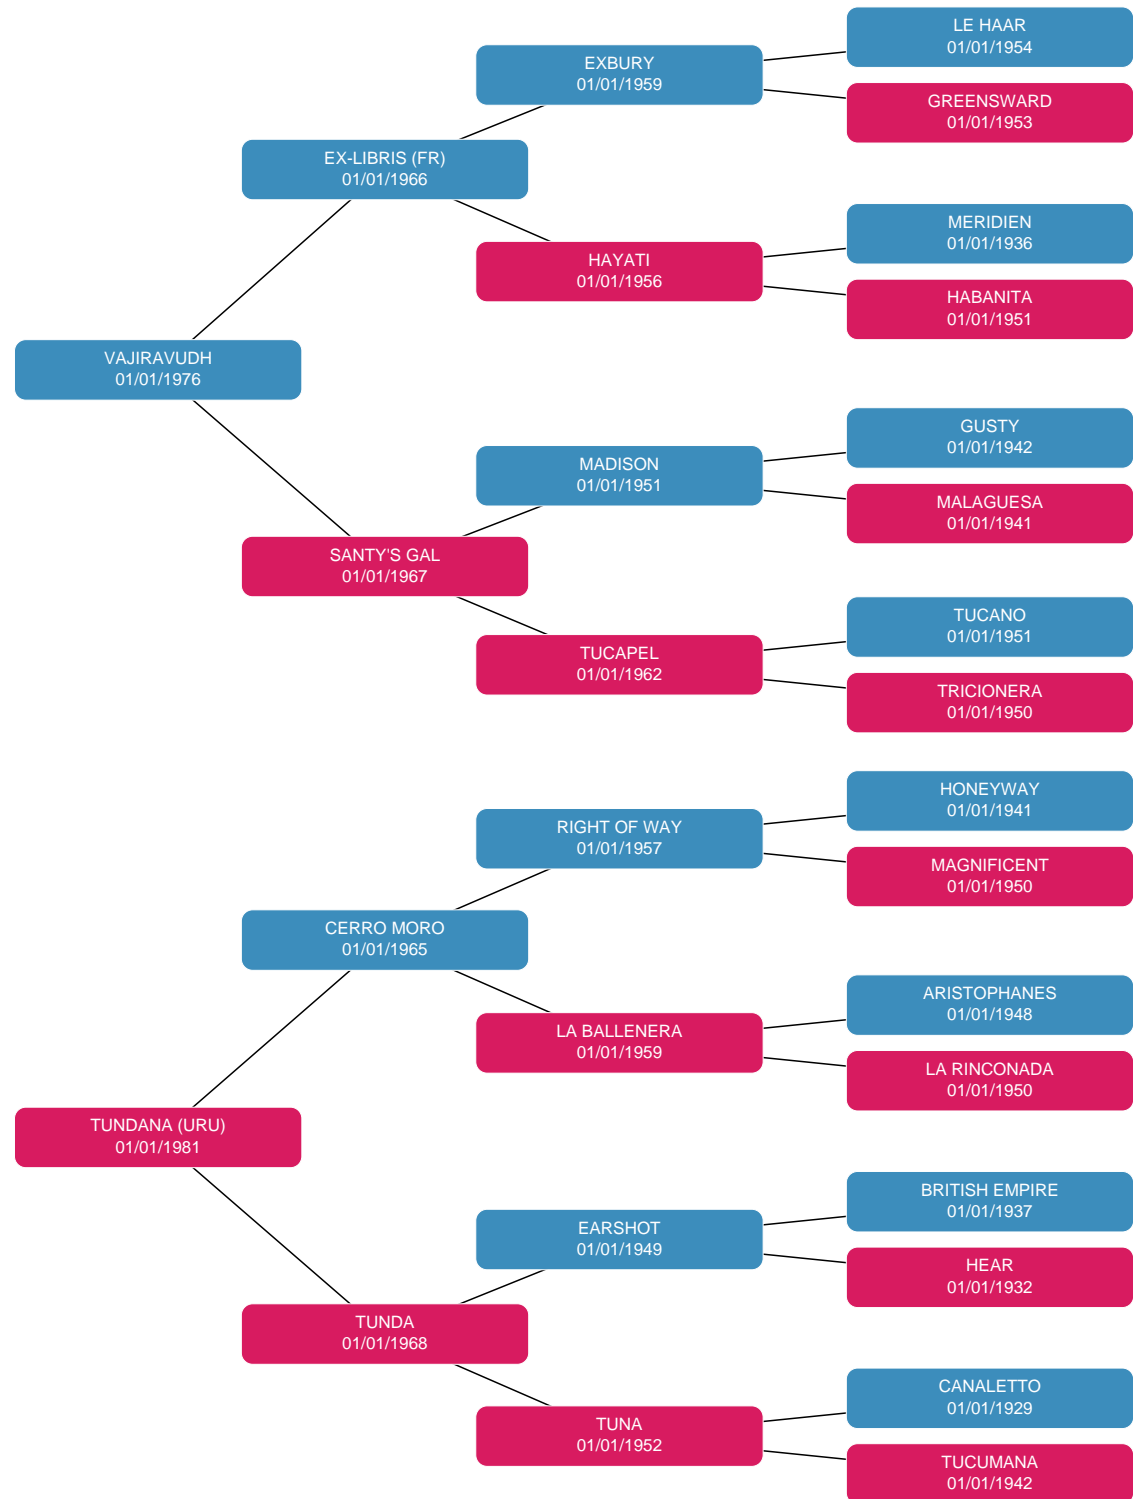 LE HAAR
01/01/1954
EXBURY
01/01/1959
GREENSWARD
01/01/1953
EX-LIBRIS (FR)
01/01/1966
MERIDIEN
01/01/1936
HAYATI
01/01/1956
HABANITA
01/01/1951
VAJIRAVUDH
01/01/1976
GUSTY
01/01/1942
MADISON
01/01/1951
MALAGUESA
01/01/1941
SANTY'S GAL
01/01/1967
TUCANO
01/01/1951
TUCAPEL
01/01/1962
TRICIONERA
01/01/1950
HONEYWAY
01/01/1941
RIGHT OF WAY
01/01/1957
MAGNIFICENT
01/01/1950
CERRO MORO
01/01/1965
ARISTOPHANES
01/01/1948
LA BALLENERA
01/01/1959
LA RINCONADA
01/01/1950
TUNDANA (URU)
01/01/1981
BRITISH EMPIRE
01/01/1937
EARSHOT
01/01/1949
HEAR
01/01/1932
TUNDA
01/01/1968
CANALETTO
01/01/1929
TUNA
01/01/1952
TUCUMANA
01/01/1942